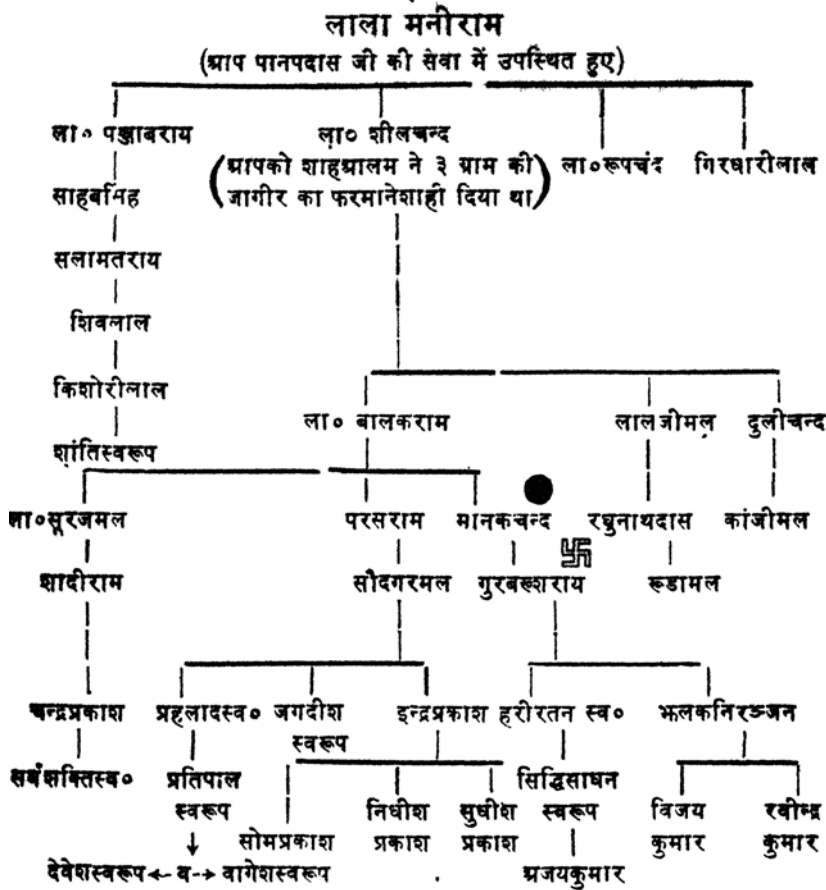 लाला मनीराम
(आप पानपदास जी की सेवा में उपस्थित हुए)
ला० पञ्जाबराय ला० शीलचन्द
(आपको शाहआलम ने ३ ग्राम की ला०रूपचंद गिरधारीलाल
साहबसिंह जागीर का फरमानेशाही दिया था)
सलामतराय
शिवलाल
किशोरीलाल
ला० बालकराम लालजीमल दुलीचन्द
शांतिस्वरूप
ला०सूरजमल परसराम मानकचन्द रघुनाथदास कांजीमल
शादीराम सौदगरमल गुरबख्शराय रूडामल
चन्द्रप्रकाश प्रहलादस्व० जगदीश इन्द्रप्रकाश हरीरतन स्व० झलकनिरञ्जन
स्वरूप
सर्वशक्तिस्व० प्रतिपाल सिद्धिसाधन
स्वरूप निधीश सुधीश स्वरूप विजय रवीन्द्र
सोमप्रकाश प्रकाश प्रकाश कुमार कुमार
देवेशस्वरूप ← व → वागेशस्वरूप अजयकुमार